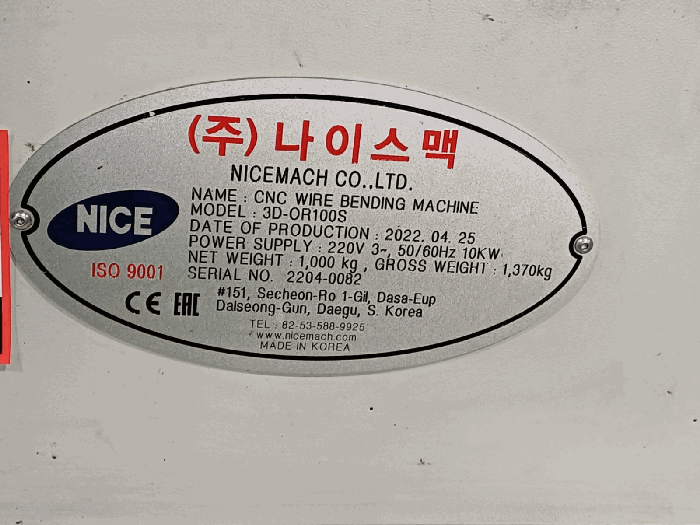 (주) 나이스맥
NICEMACH CO.,LTD.
NICE
NAME : CNC WIRE BENDING MACHINE
MODEL : 3D-OR100S
DATE OF PRODUCTION : 2022. 04. 25
POWER SUPPLY : 220V 3~, 50/60Hz 10KW
NET WEIGHT : 1,000 kg , GROSS WEIGHT : 1,370kg
SERIAL NO. 2204-0082
ISO 9001
CE EAC
#151, Secheon-Ro 1-Gil, Dasa-Eup
Dalseong-Gun, Daegu, S. Korea
TEL : 82-53-588-9925
www.nicemach.com
MADE IN KOREA